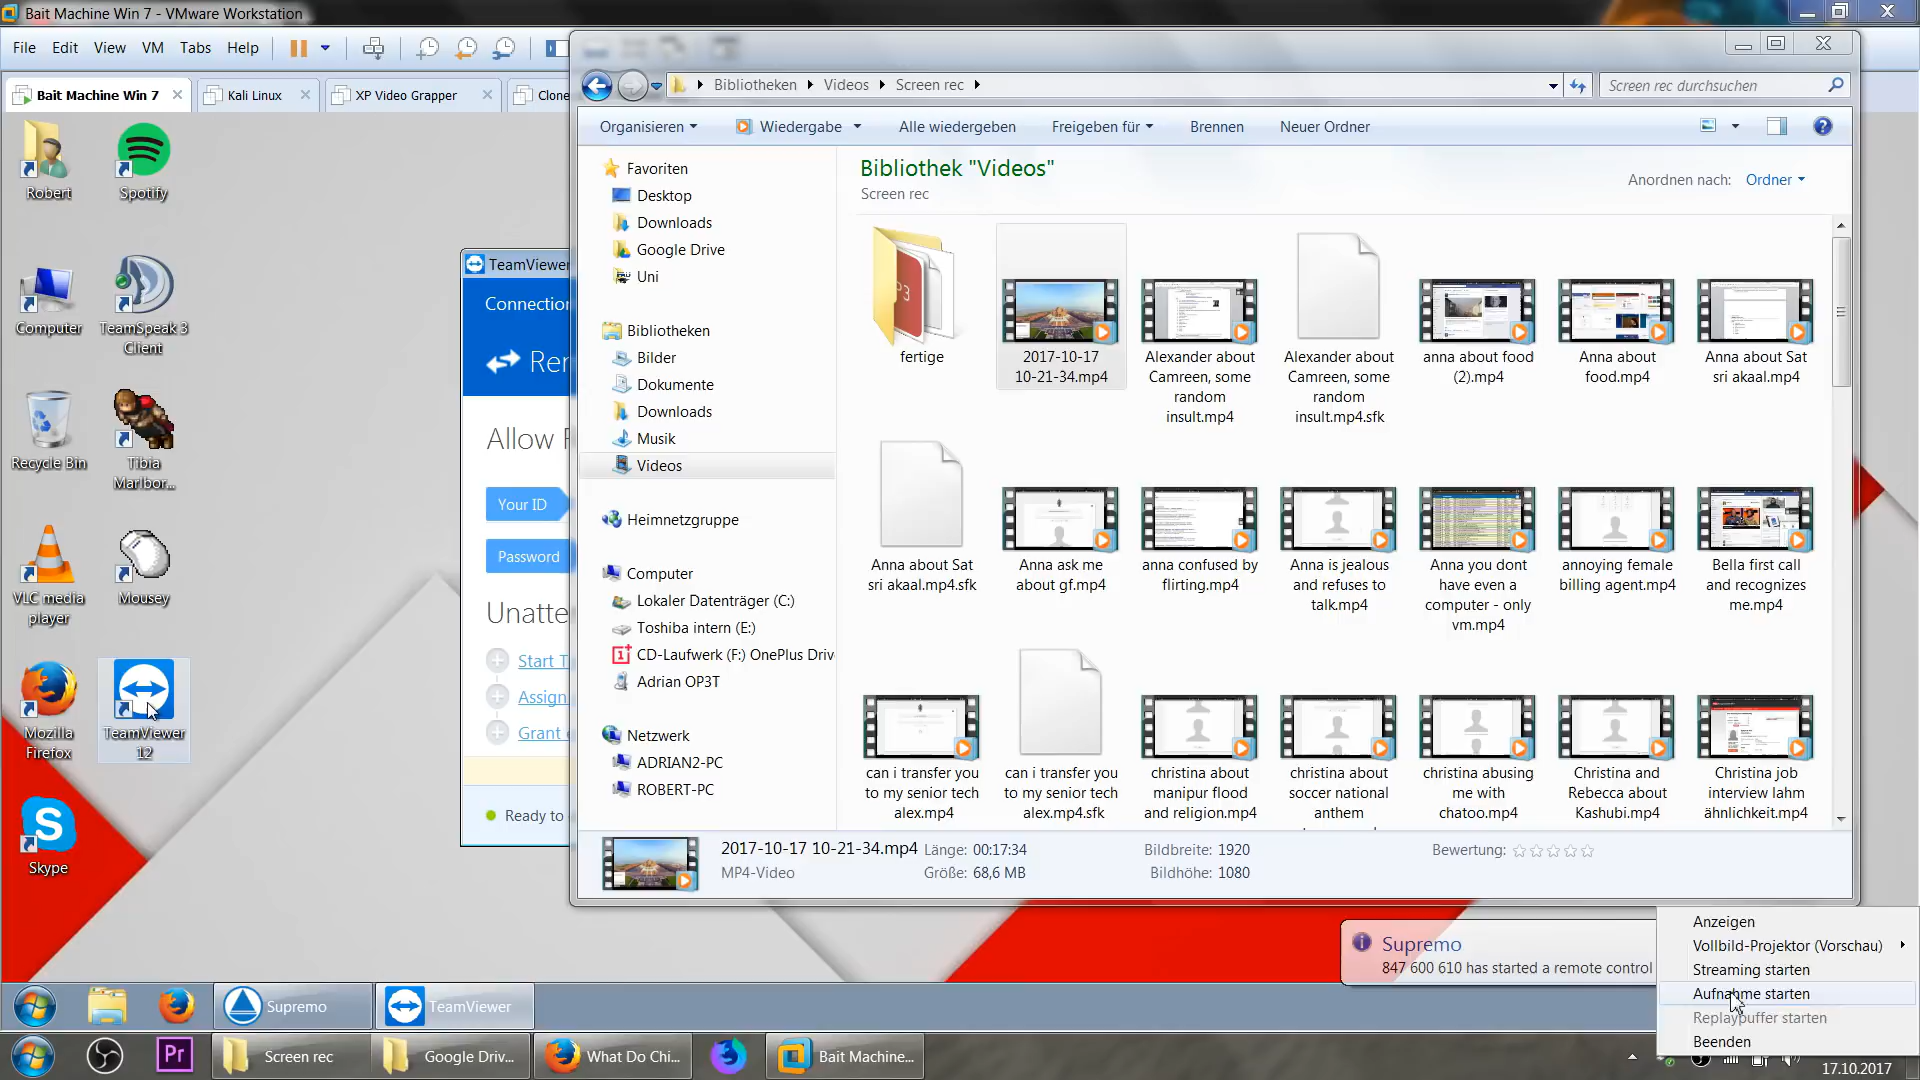 Bait Machine Win 7 - VMware Workstation
File Edit View VM Tabs Help
Bait Machine Win 7
Kali Linux
XP Video Grapper
Clone
Robert
Spotify
Computer
TeamSpeak 3
Client
Recycle Bin
Tibia
Marlbor...
VLC media
player
Mousey
Mozilla
Firefox
TeamViewer
12
Skype
TeamViewer
Connection
Allow
Your ID
Password
Start
Assign
Grant
Ready to
Bibliotheken Videos Screen rec
Screen rec durchsuchen
Organisieren Wiedergabe Alle wiedergeben Freigeben für Brennen Neuer Ordner
Favoriten
Desktop
Downloads
Google Drive
Uni
Bibliotheken
Bilder
Dokumente
Downloads
Musik
Videos
Heimnetzgruppe
Computer
Lokaler Datenträger (C:)
Toshiba intern (E:)
CD-Laufwerk (F:) OnePlus Driv
Adrian OP3T
Netzwerk
ADRIAN2-PC
ROBERT-PC
Bibliothek "Videos"
Screen rec
Anordnen nach: Ordner
fertige
2017-10-17
10-21-34.mp4
Alexander about
Camreen, some
random
insult.mp4
Alexander about
Camreen, some
random
insult.mp4.sfk
anna about food
(2).mp4
Anna about
food.mp4
Anna about Sat
sri akaal.mp4
Anna about Sat
sri akaal.mp4.sfk
Anna ask me
about gf.mp4
anna confused by
flirting.mp4
Anna is jealous
and refuses to
talk.mp4
Anna you dont
have even a
computer - only
vm.mp4
annoying female
billing agent.mp4
Bella first call
and recognizes
me.mp4
can i transfer you
to my senior tech
alex.mp4
can i transfer you
to my senior tech
alex.mp4.sfk
christina about
manipur flood
and religion.mp4
christina about
soccer national
anthem
christina abusing
me with
chatoo.mp4
Christina and
Rebecca about
Kashubi.mp4
Christina job
interview lahm
ähnlichkeit.mp4
2017-10-17 10-21-34.mp4 Länge: 00:17:34 Bildbreite: 1920 Bewertung:
MP4-Video Größe: 68,6 MB Bildhöhe: 1080
Supremo
847 600 610 has started a remote control
Anzeigen
Vollbild-Projektor (Vorschau)
Streaming starten
Aufnahme starten
Replaypuffer starten
Beenden
Supremo
TeamViewer
Pr
Screen rec
Google Driv...
What Do Chi...
Bait Machine...
17.10.2017